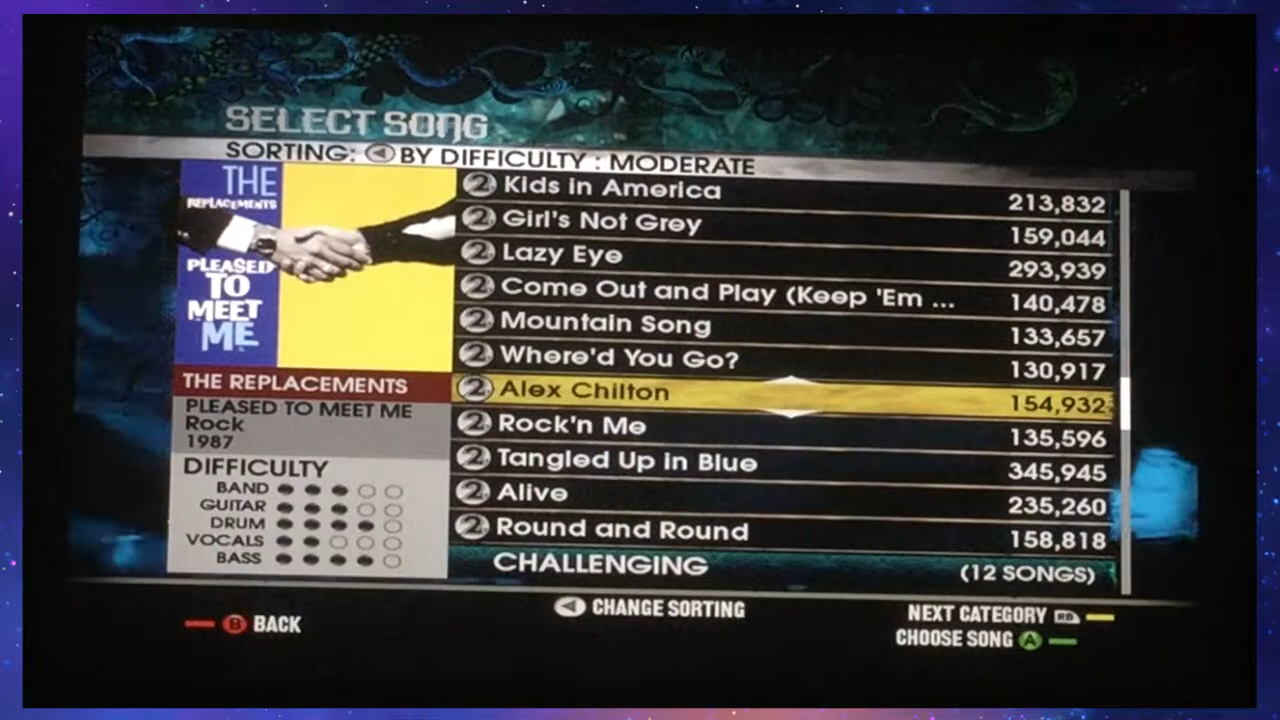 SELECT SONG
SORTING: BY DIFFICULTY : MODERATE
THE
REPLACEMENTS
PLEASED
TO
MEET
ME
THE REPLACEMENTS
PLEASED TO MEET ME
Rock
1987
DIFFICULTY
BAND
GUITAR
DRUM
VOCALS
BASS
2 Kids in America 213,832
2 Girl's Not Grey 159,044
2 Lazy Eye 293,939
2 Come Out and Play (Keep 'Em ... 140,478
2 Mountain Song 133,657
2 Where'd You Go? 130,917
2 Alex Chilton 154,932
2 Rock'n Me 135,596
2 Tangled Up in Blue 345,945
2 Alive 235,260
2 Round and Round 158,818
CHALLENGING (12 SONGS)
B BACK
CHANGE SORTING
NEXT CATEGORY RB
CHOOSE SONG A